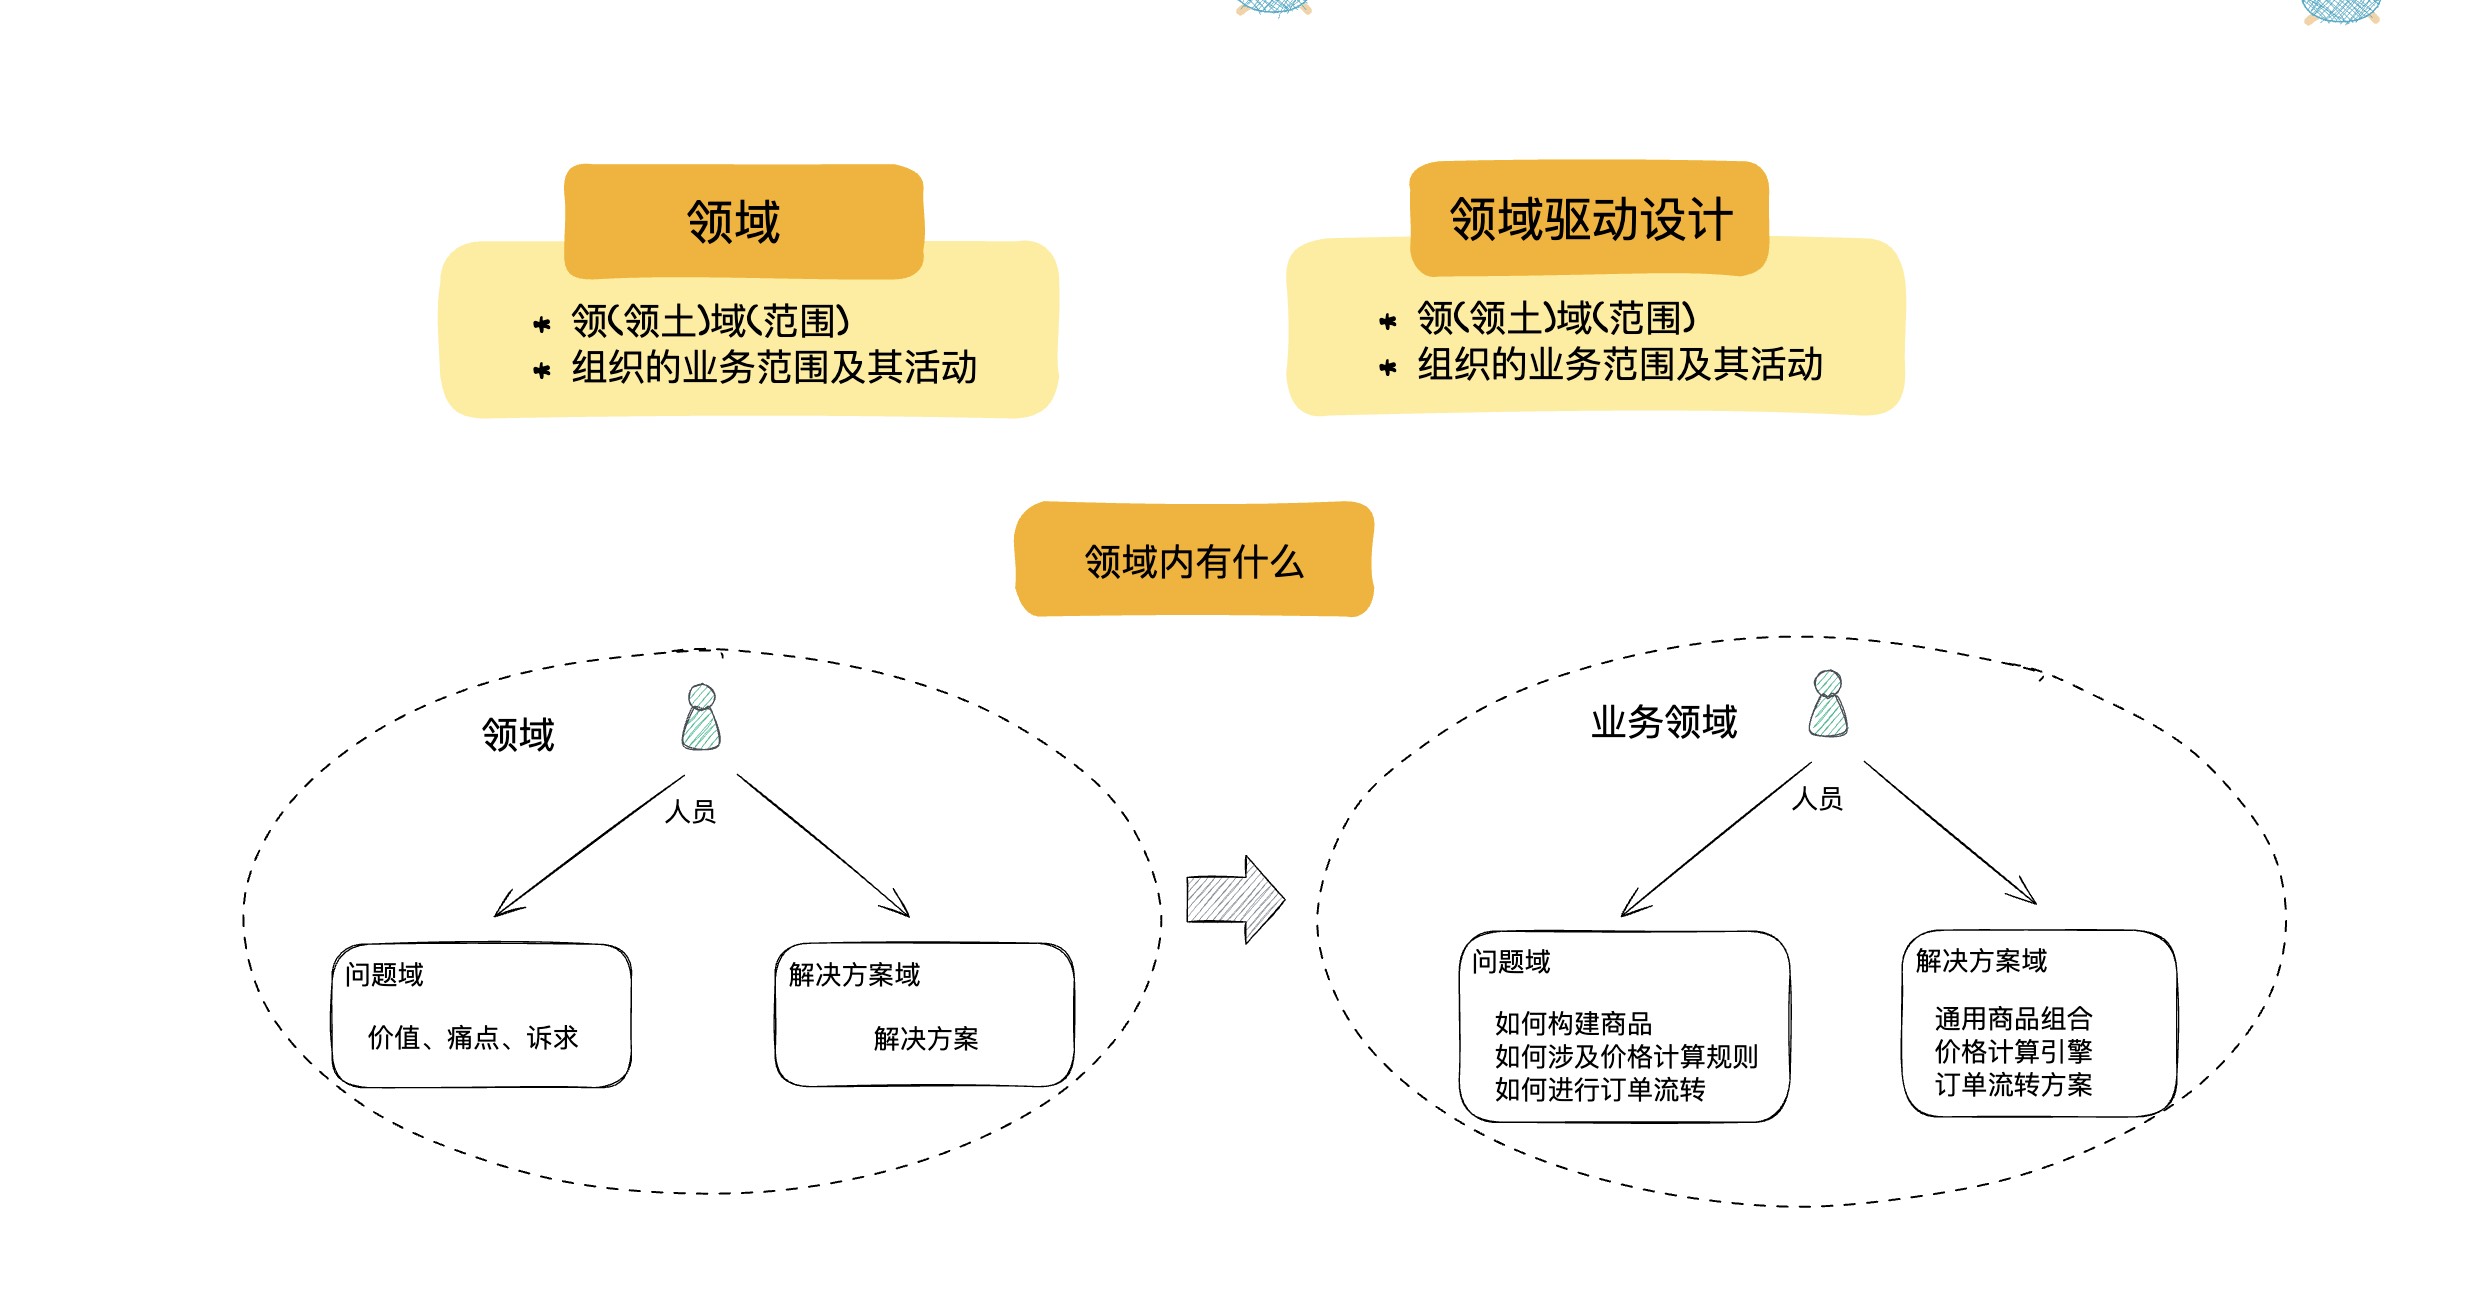 领域
* 领(领土)域(范围)
* 组织的业务范围及其活动
领域驱动设计
* 领(领土)域(范围)
* 组织的业务范围及其活动
领域内有什么
领域
人员
问题域
价值、痛点、诉求
解决方案域
解决方案
业务领域
人员
问题域
如何构建商品
如何涉及价格计算规则
如何进行订单流转
解决方案域
通用商品组合
价格计算引擎
订单流转方案